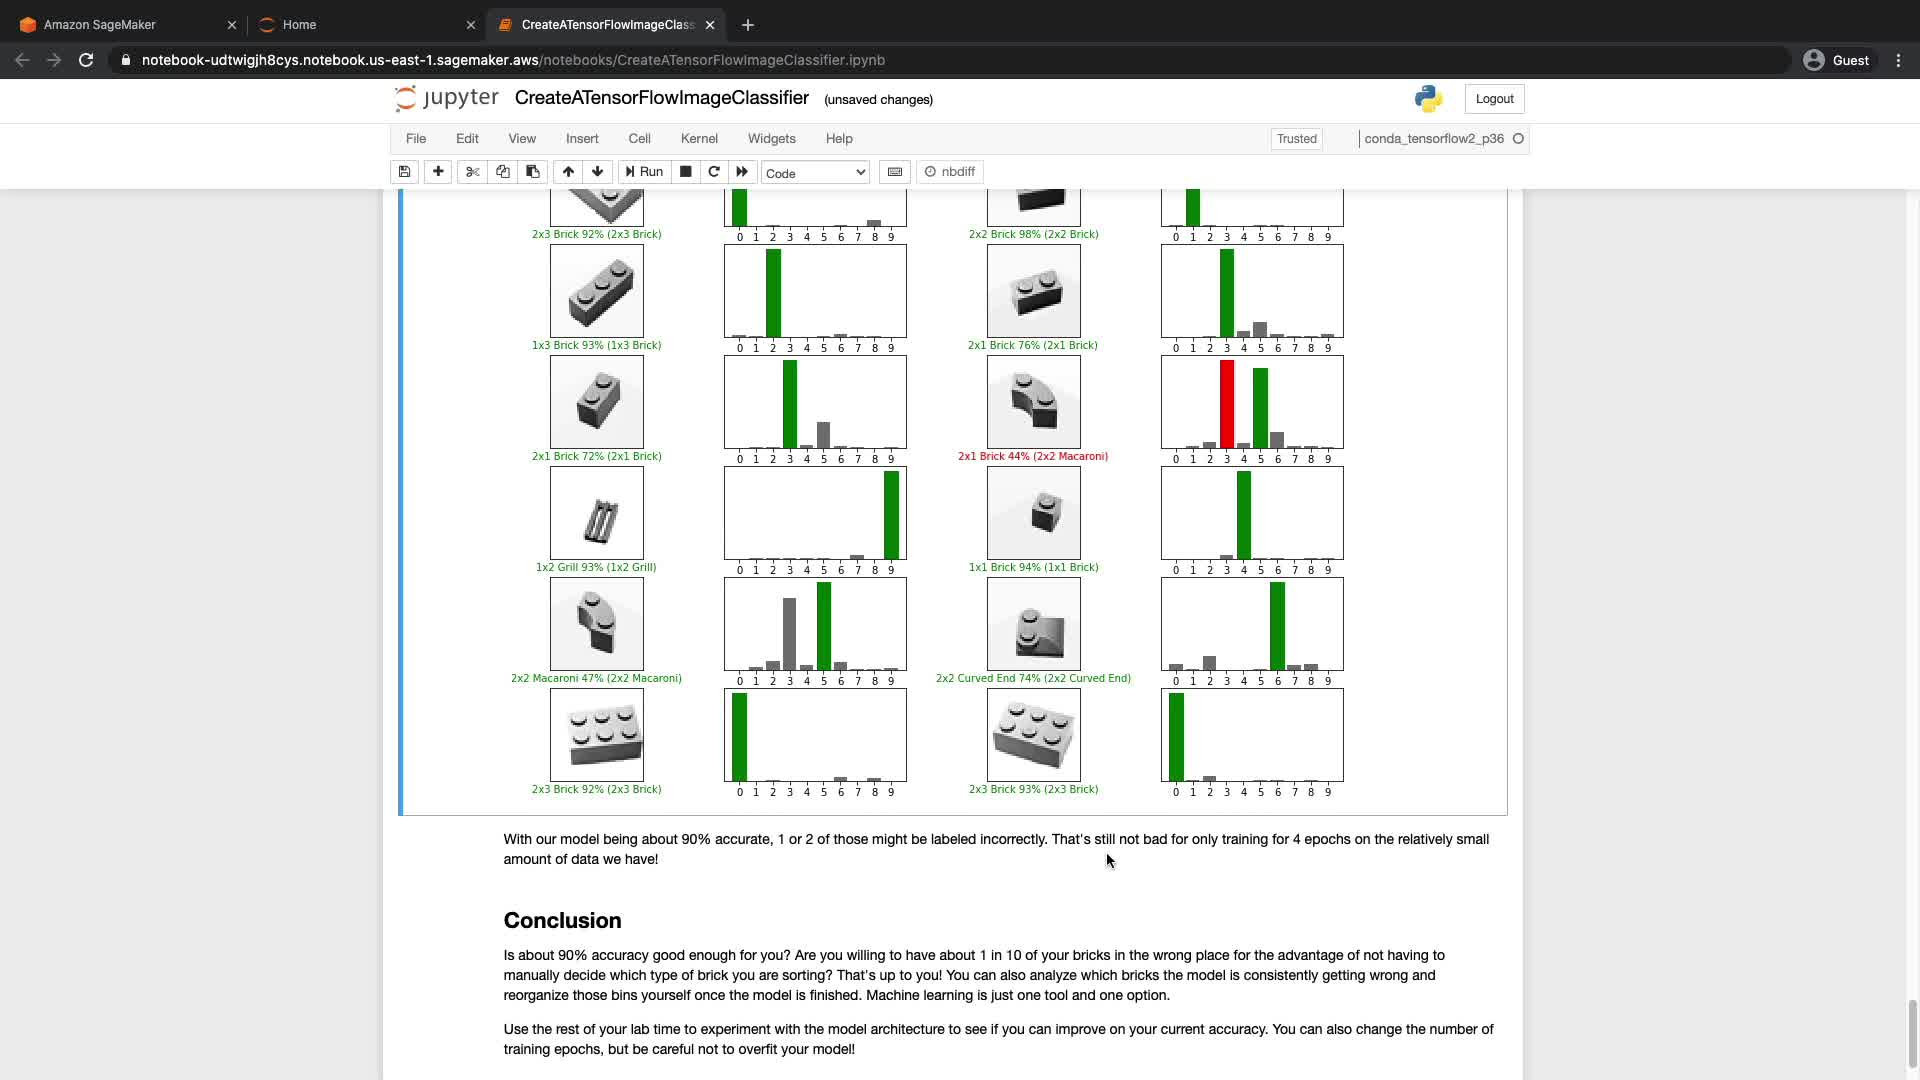 Amazon SageMaker
Home
CreateATensorFlowImageClass
notebook-udtwigjh8cys.notebook.us-east-1.sagemaker.aws/notebooks/CreateATensorFlowImageClassifier.ipynb
Guest
jupyter CreateATensorFlowImageClassifier (unsaved changes)
Logout
File Edit View Insert Cell Kernel Widgets Help
Trusted
conda_tensorflow2_p36
Run
Code
nbdiff
2x3 Brick 92% (2x3 Brick)
0 1 2 3 4 5 6 7 8 9
2x2 Brick 98% (2x2 Brick)
0 1 2 3 4 5 6 7 8 9
1x3 Brick 93% (1x3 Brick)
0 1 2 3 4 5 6 7 8 9
2x1 Brick 76% (2x1 Brick)
0 1 2 3 4 5 6 7 8 9
2x1 Brick 72% (2x1 Brick)
0 1 2 3 4 5 6 7 8 9
2x1 Brick 44% (2x2 Macaroni)
0 1 2 3 4 5 6 7 8 9
1x2 Grill 93% (1x2 Grill)
0 1 2 3 4 5 6 7 8 9
1x1 Brick 94% (1x1 Brick)
0 1 2 3 4 5 6 7 8 9
2x2 Macaroni 47% (2x2 Macaroni)
0 1 2 3 4 5 6 7 8 9
2x2 Curved End 74% (2x2 Curved End)
0 1 2 3 4 5 6 7 8 9
2x3 Brick 92% (2x3 Brick)
0 1 2 3 4 5 6 7 8 9
2x3 Brick 93% (2x3 Brick)
0 1 2 3 4 5 6 7 8 9
With our model being about 90% accurate, 1 or 2 of those might be labeled incorrectly. That's still not bad for only training for 4 epochs on the relatively small
amount of data we have!
Conclusion
Is about 90% accuracy good enough for you? Are you willing to have about 1 in 10 of your bricks in the wrong place for the advantage of not having to
manually decide which type of brick you are sorting? That's up to you! You can also analyze which bricks the model is consistently getting wrong and
reorganize those bins yourself once the model is finished. Machine learning is just one tool and one option.
Use the rest of your lab time to experiment with the model architecture to see if you can improve on your current accuracy. You can also change the number of
training epochs, but be careful not to overfit your model!